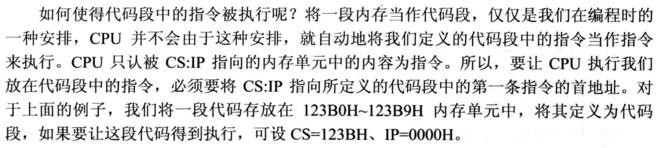 如何使得代码段中的指令被执行呢？将一段内存当作代码段，仅仅是我们在编程时的
一种安排，CPU 并不会由于这种安排，就自动地将我们定义的代码段中的指令当作指令
来执行。CPU 只认被 CS:IP 指向的内存单元中的内容为指令。所以，要让 CPU 执行我们
放在代码段中的指令，必须要将 CS:IP 指向所定义的代码段中的第一条指令的首地址。对
于上面的例子，我们将一段代码存放在 123B0H~123B9H 内存单元中，将其定义为代码
段，如果要让这段代码得到执行，可设 CS=123BH、IP=0000H。